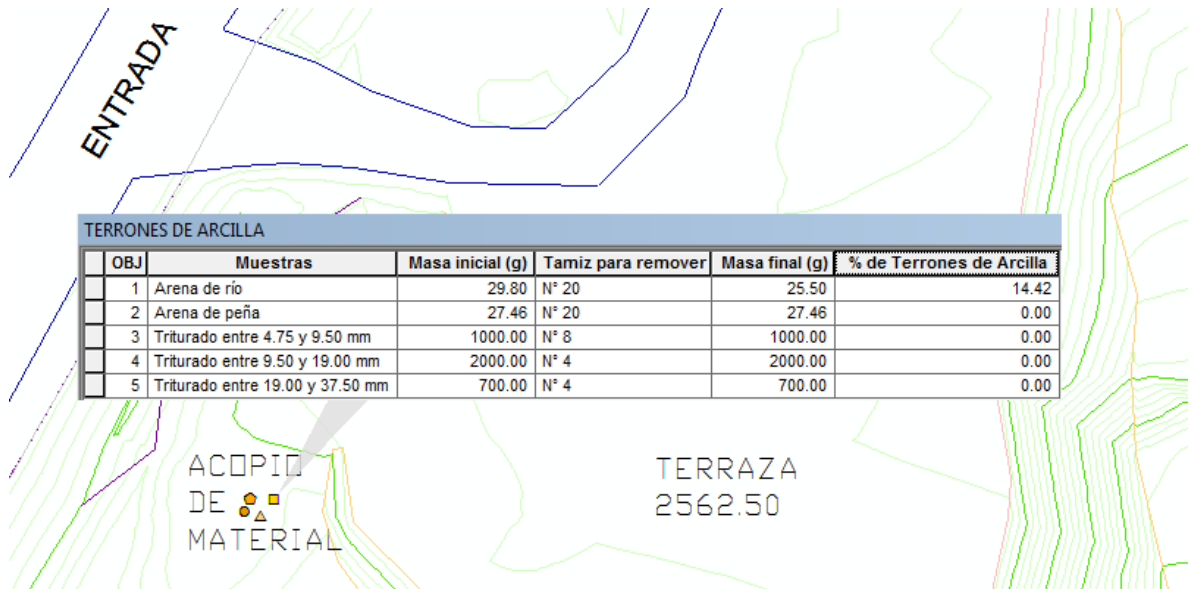 ENTRADA
TERRONES DE ARCILLA
OBJ Muestras Masa inicial (g) Tamiz para remover Masa final (g) % de Terrones de Arcilla
1 Arena de río 29.80 N° 20 25.50 14.42
2 Arena de peña 27.46 N° 20 27.46 0.00
3 Triturado entre 4.75 y 9.50 mm 1000.00 N° 8 1000.00 0.00
4 Triturado entre 9.50 y 19.00 mm 2000.00 N° 4 2000.00 0.00
5 Triturado entre 19.00 y 37.50 mm 700.00 N° 4 700.00 0.00
ACOPIO
DE
MATERIAL
TERRAZA
2562.50